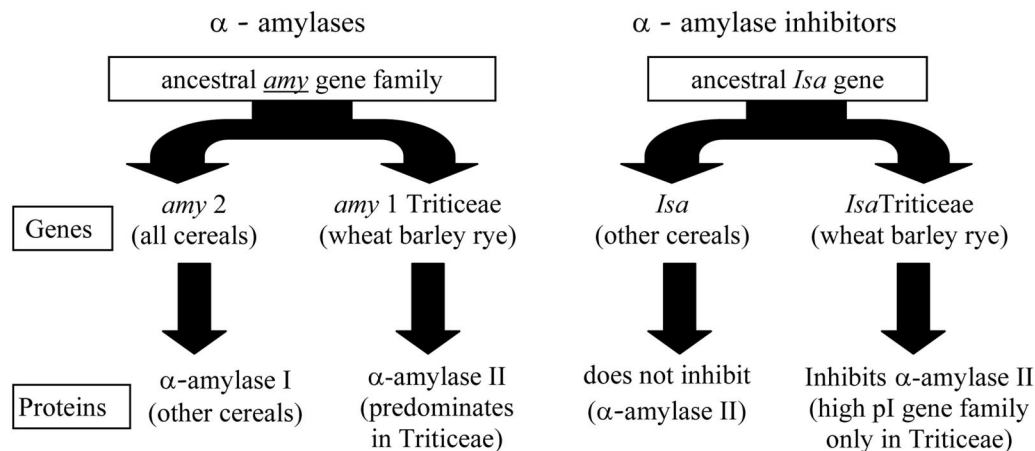 α - amylases
α - amylase inhibitors
ancestral amy gene family
ancestral Isa gene
Genes
amy 2
(all cereals)
amy 1 Triticeae
(wheat barley rye)
Isa
(other cereals)
IsaTriticeae
(wheat barley rye)
Proteins
α-amylase I
(other cereals)
α-amylase II
(predominates
in Triticeae)
does not inhibit
(α-amylase II)
Inhibits α-amylase II
(high pI gene family
only in Triticeae)